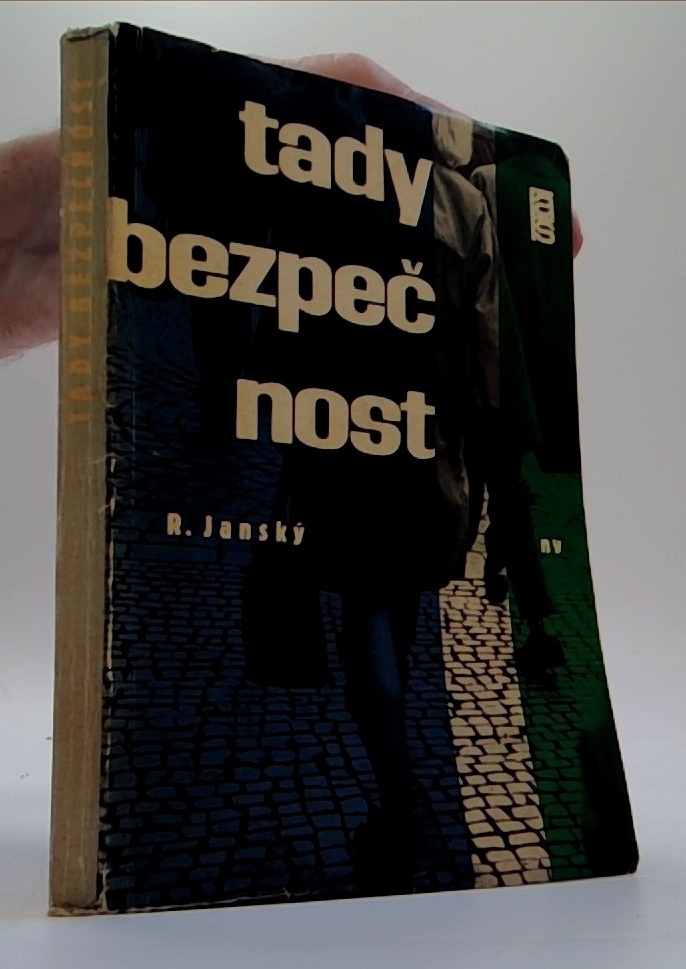 TADY BEZPEČNOST
tady
bezpeč
nost
R. Janský
nv